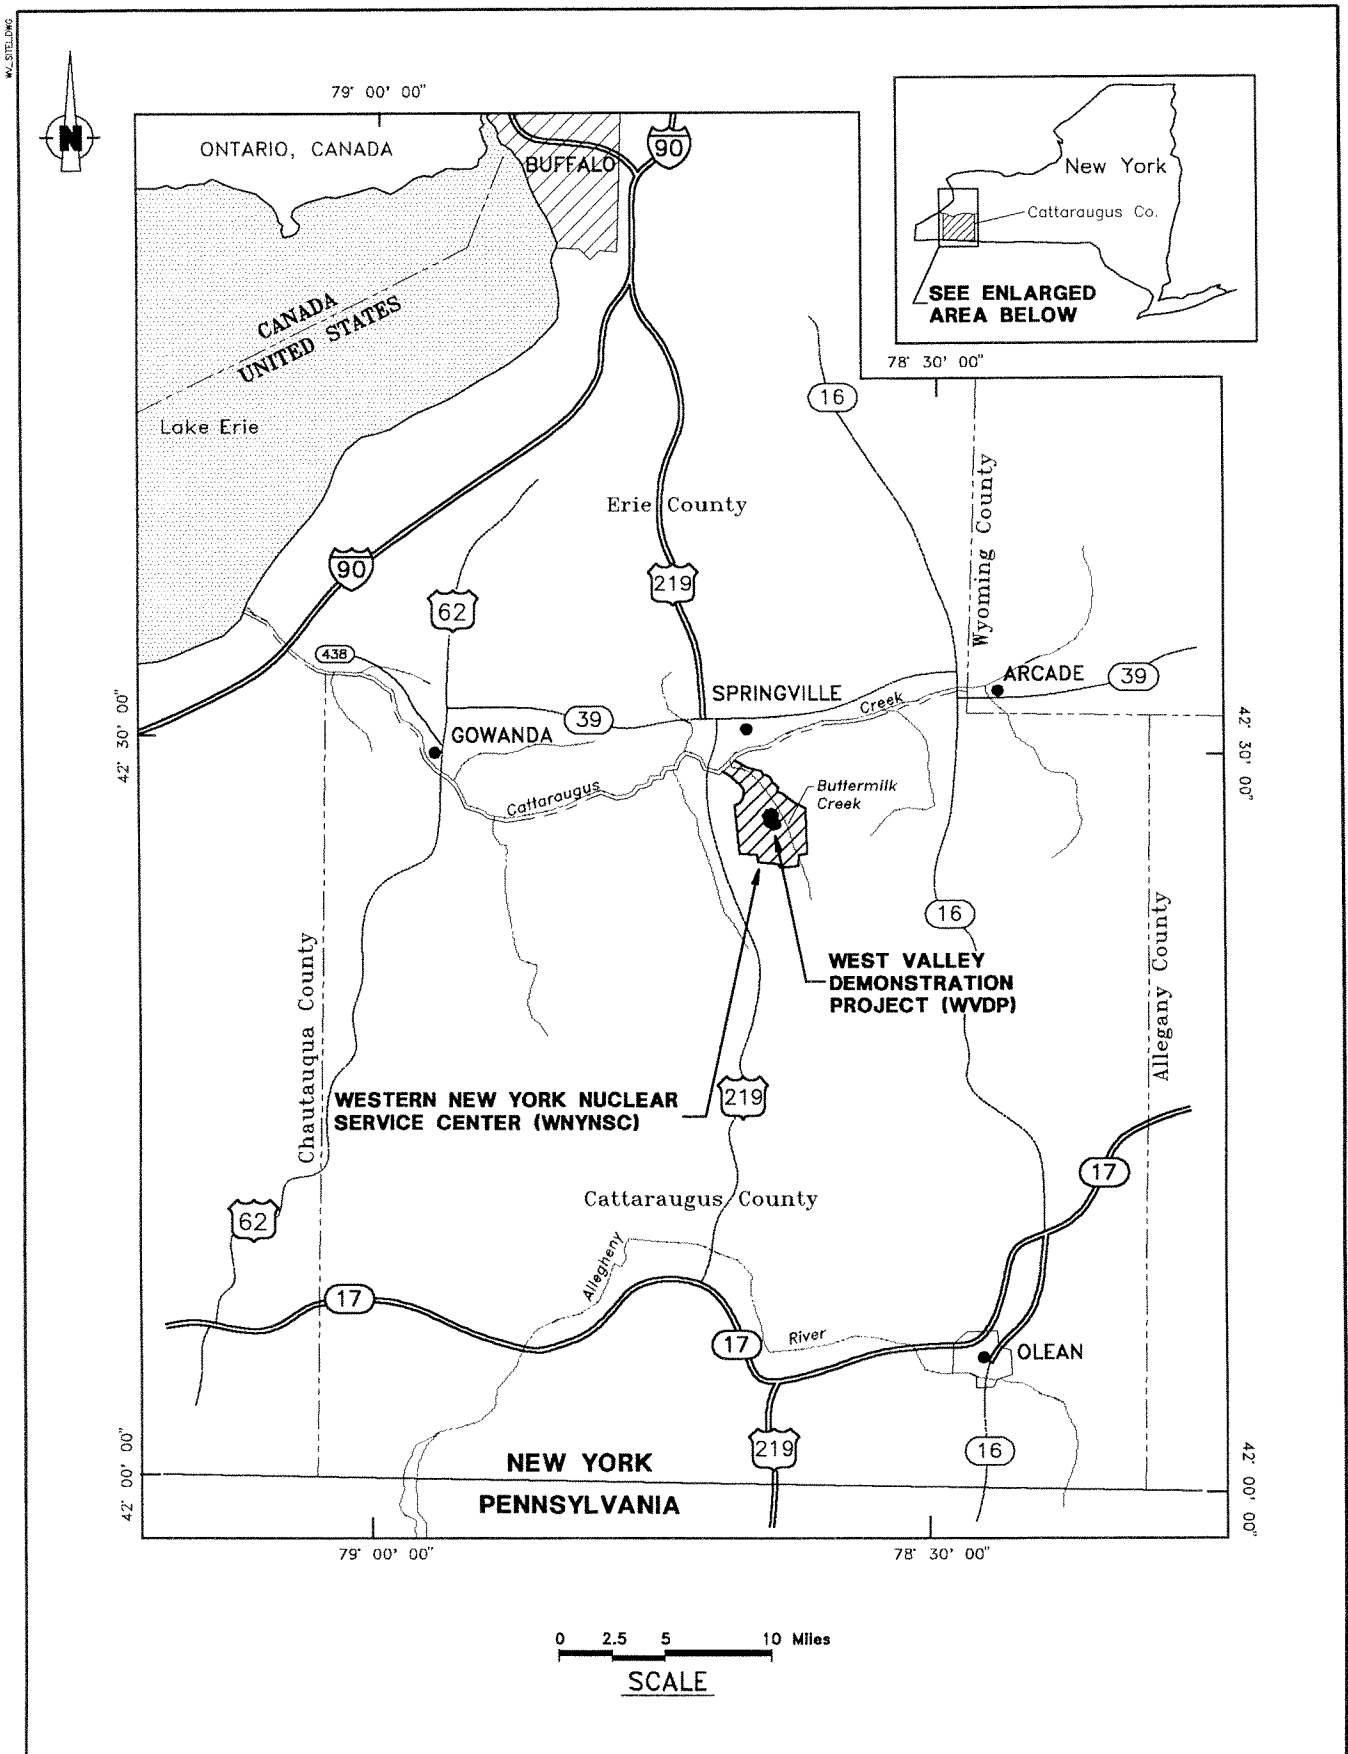 WV_SITE1.DWG
79° 00' 00"
N
ONTARIO, CANADA
BUFFALO
90
New York
Cattaraugus Co.
SEE ENLARGED
AREA BELOW
CANADA
UNITED STATES
78° 30' 00"
16
Lake Erie
Erie County
Wyoming County
90
62
219
438
SPRINGVILLE
ARCADE
39
Creek
39
GOWANDA
42° 30' 00"
42° 30' 00"
Cattaraugus
Buttermilk
Creek
16
WEST VALLEY
DEMONSTRATION
PROJECT (WVDP)
Chautauqua County
Allegany County
WESTERN NEW YORK NUCLEAR
SERVICE CENTER (WNYNSC)
219
17
Cattaraugus County
62
Allegheny
17
17
River
OLEAN
42° 00' 00"
NEW YORK
219
16
42° 00' 00"
PENNSYLVANIA
79° 00' 00"
78° 30' 00"
0 2.5 5 10 Miles
SCALE